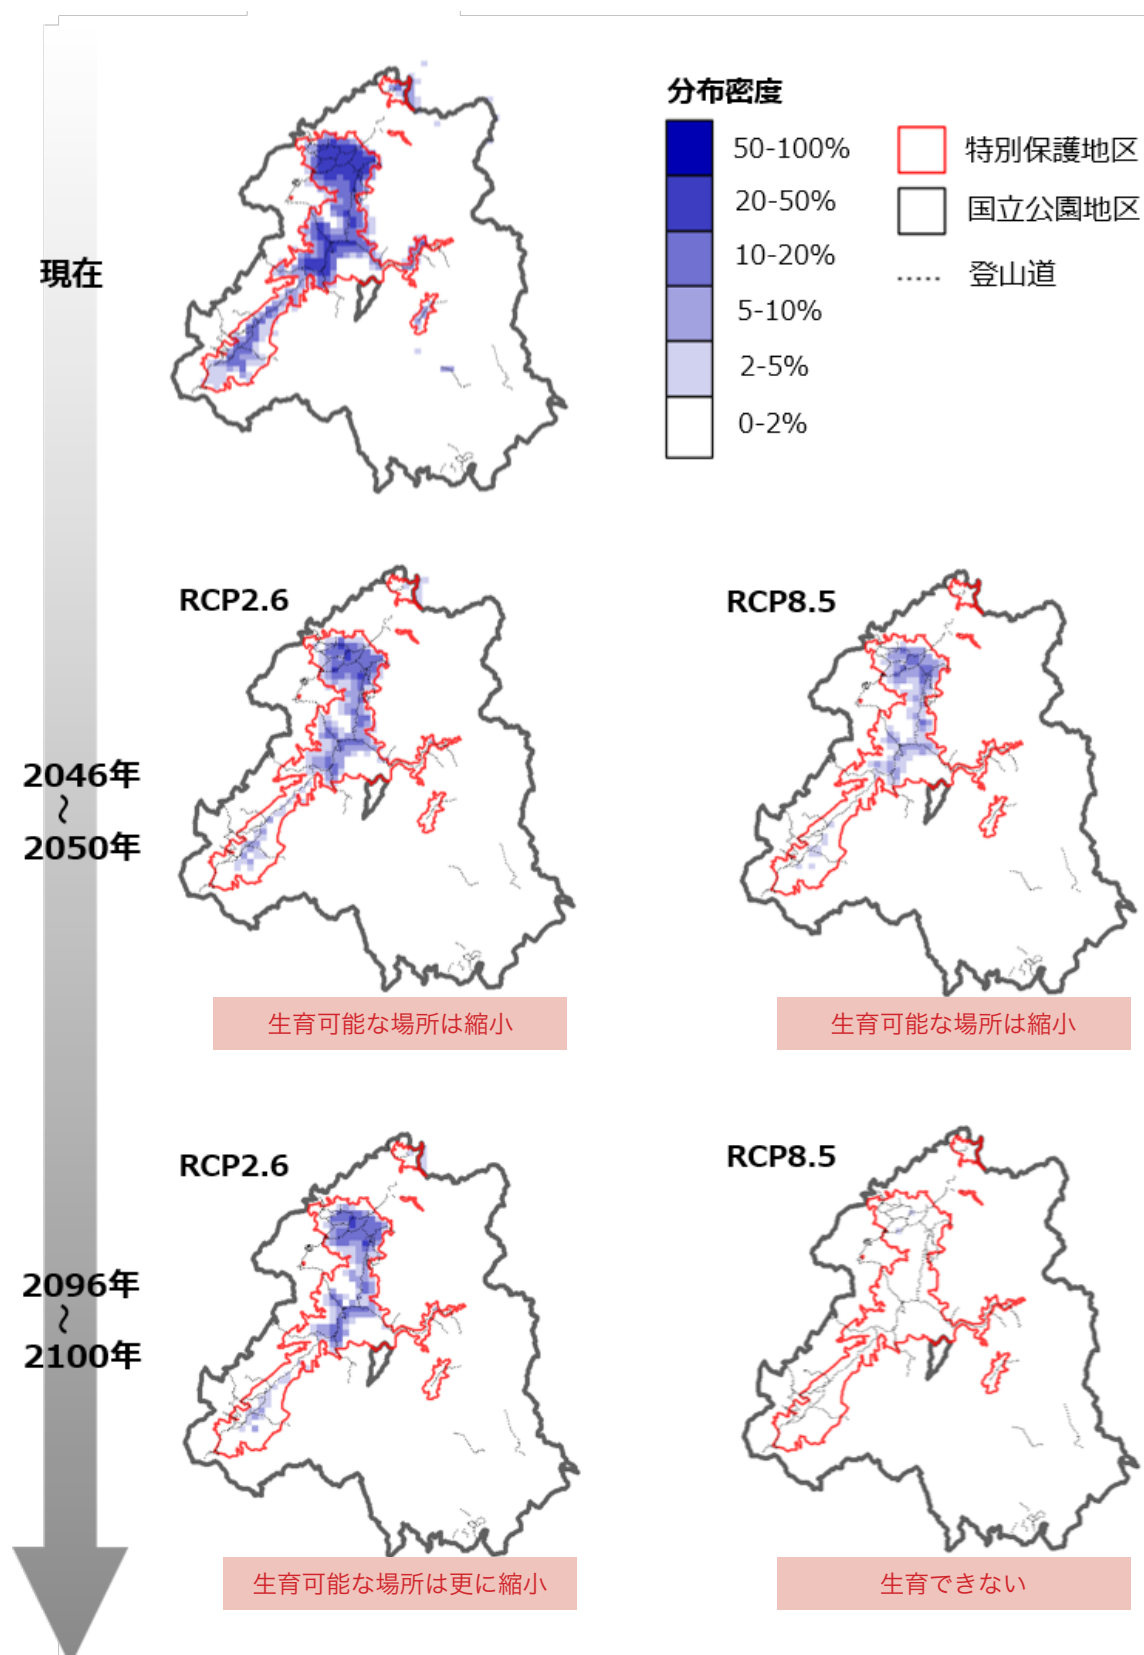 分布密度
50-100%
20-50%
10-20%
5-10%
2-5%
0-2%
特別保護地区
国立公園地区
登山道
現在
RCP2.6
RCP8.5
2046年
～
2050年
生育可能な場所は縮小
生育可能な場所は縮小
RCP2.6
RCP8.5
2096年
～
2100年
生育可能な場所は更に縮小
生育できない